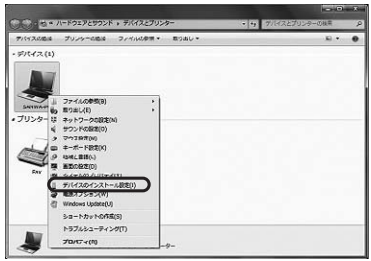 ハードウェアとサウンド ▸ デバイスとプリンター
デバイスとプリンターの検索
デバイスの追加 プリンターの追加 ファイルの参照 ▾ 取り出し ▾
デバイス (1)
プリンター
Fax
ファイルの参照(B)
取り出し(E)
ネットワークの設定(N)
サウンドの設定(O)
マウス設定(M)
キーボード設定(K)
地域と言語(L)
画面の設定(D)
デバイスのインストール設定(I)
電源オプション(W)
Windows Update(U)
ショートカットの作成(S)
トラブルシューティング(T)
プロパティ(R)